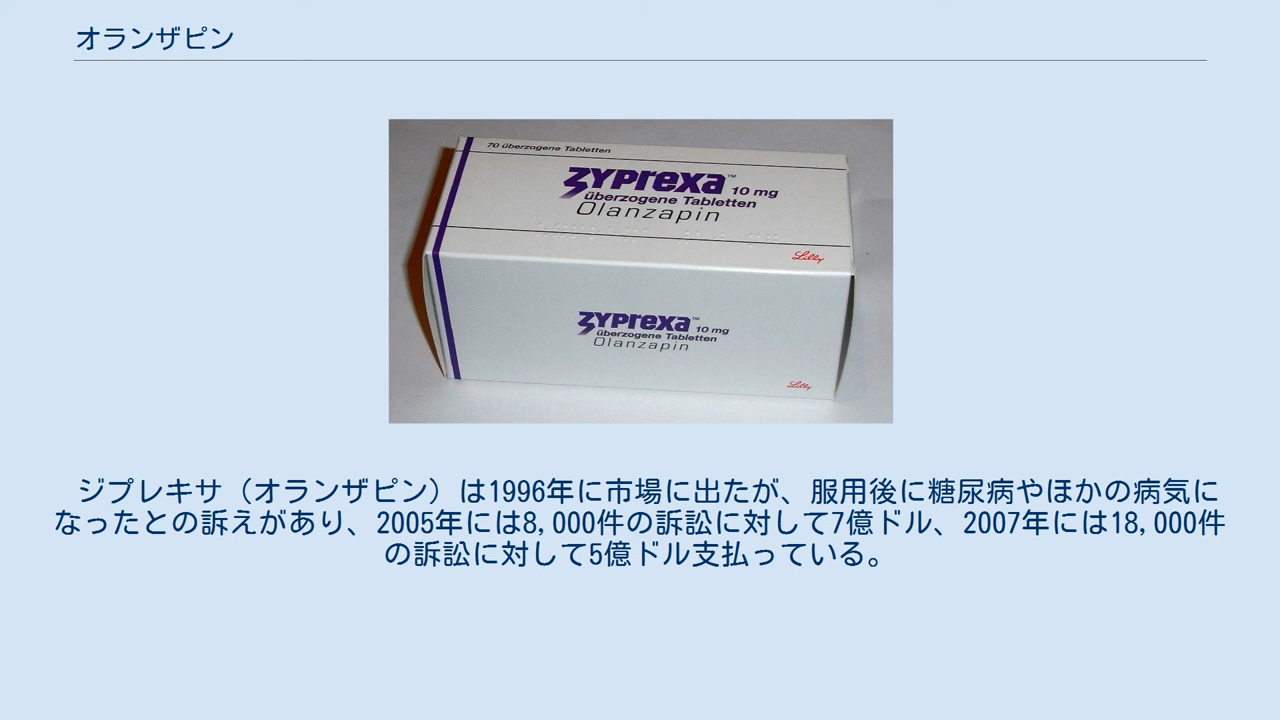 オランザピン
70 überzogene Tabletten
zyprexa™ 10 mg
überzogene Tabletten
Olanzapin
Lilly
zyprexa™ 10 mg
überzogene Tabletten
Olanzapin
Lilly
ジプレキサ（オランザピン）は1996年に市場に出たが、服用後に糖尿病やほかの病気に
なったとの訴えがあり、2005年には8,000件の訴訟に対して7億ドル、2007年には18,000件
の訴訟に対して5億ドル支払っている。